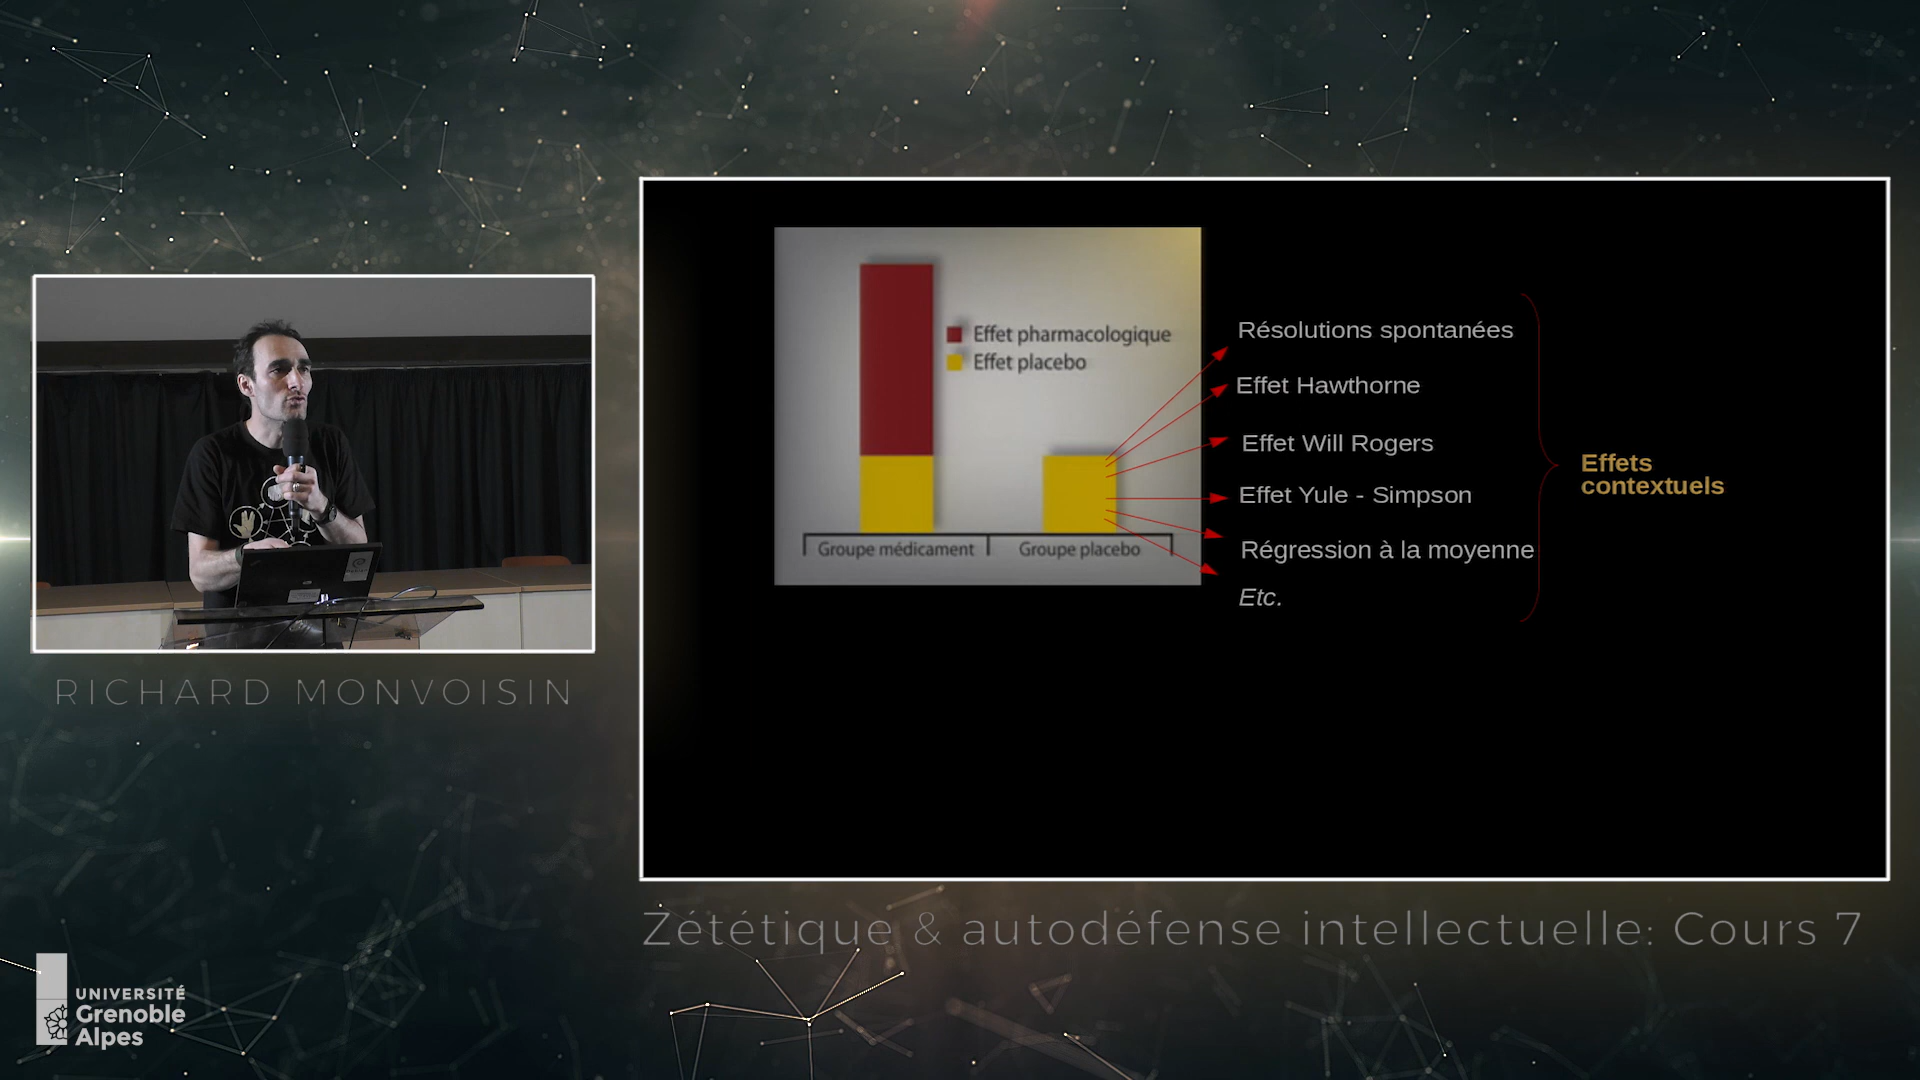 Effet pharmacologique
Effet placebo
Groupe médicament
Groupe placebo
Résolutions spontanées
Effet Hawthorne
Effet Will Rogers
Effet Yule - Simpson
Régression à la moyenne
Etc.
Effets
contextuels
RICHARD MONVOISIN
Zététique & autodéfense intellectuelle: Cours 7
UNIVERSITÉ
Grenoble
Alpes